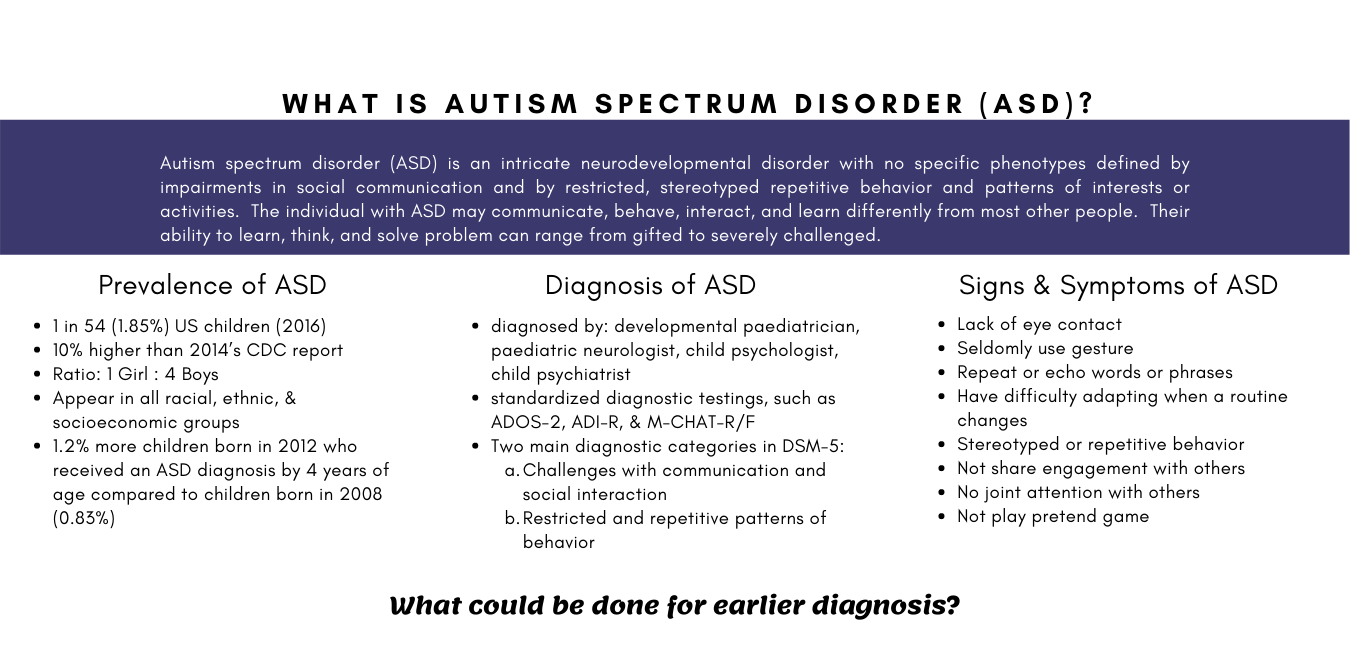 WHAT IS AUTISM SPECTRUM DISORDER (ASD)?
Autism spectrum disorder (ASD) is an intricate neurodevelopmental disorder with no specific phenotypes defined by
impairments in social communication and by restricted, stereotyped repetitive behavior and patterns of interests or
activities. The individual with ASD may communicate, behave, interact, and learn differently from most other people. Their
ability to learn, think, and solve problem can range from gifted to severely challenged.
Prevalence of ASD
• 1 in 54 (1.85%) US children (2016)
• 10% higher than 2014's CDC report
• Ratio: 1 Girl : 4 Boys
• Appear in all racial, ethnic, &
socioeconomic groups
• 1.2% more children born in 2012 who
received an ASD diagnosis by 4 years of
age compared to children born in 2008
(0.83%)
Diagnosis of ASD
• diagnosed by: developmental paediatrician,
paediatric neurologist, child psychologist,
child psychiatrist
• standardized diagnostic testings, such as
ADOS-2, ADI-R, & M-CHAT-R/F
• Two main diagnostic categories in DSM-5:
a. Challenges with communication and
social interaction
b. Restricted and repetitive patterns of
behavior
Signs & Symptoms of ASD
• Lack of eye contact
• Seldomly use gesture
• Repeat or echo words or phrases
• Have difficulty adapting when a routine
changes
• Stereotyped or repetitive behavior
• Not share engagement with others
• No joint attention with others
• Not play pretend game
What could be done for earlier diagnosis?